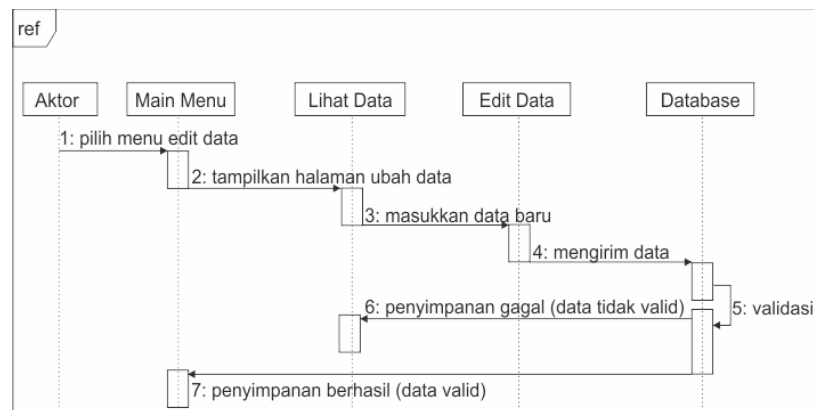 ref
Aktor
Main Menu
Lihat Data
Edit Data
Database
1: pilih menu edit data
2: tampilkan halaman ubah data
3: masukkan data baru
4: mengirim data
5: validasi
6: penyimpanan gagal (data tidak valid)
7: penyimpanan berhasil (data valid)